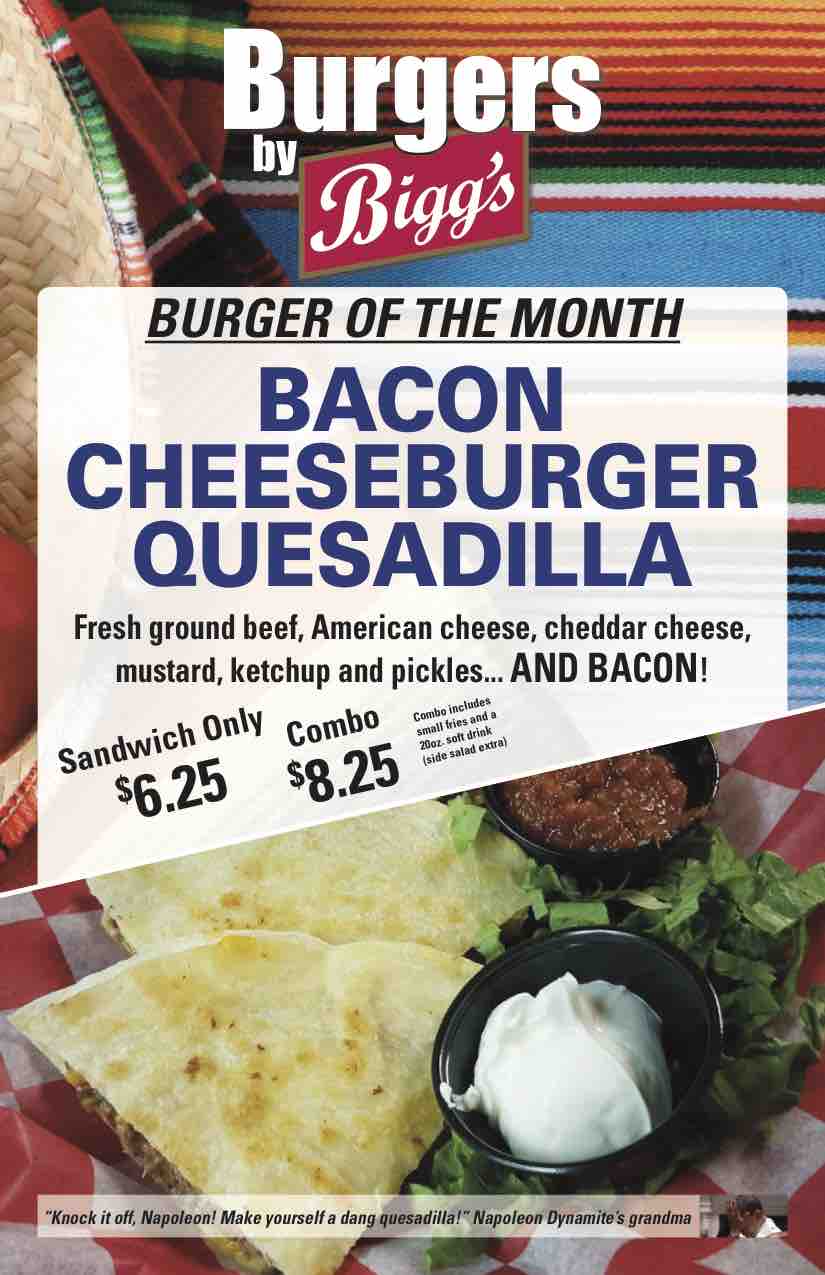 Burgers
by Bigg's
BURGER OF THE MONTH
BACON
CHEESEBURGER
QUESADILLA
Fresh ground beef, American cheese, cheddar cheese,
mustard, ketchup and pickles... AND BACON!
Sandwich Only
$6.25
Combo
$8.25
Combo includes
small fries and a
20oz. soft drink
(side salad extra)
"Knock it off, Napoleon! Make yourself a dang quesadilla!" Napoleon Dynamite's grandma